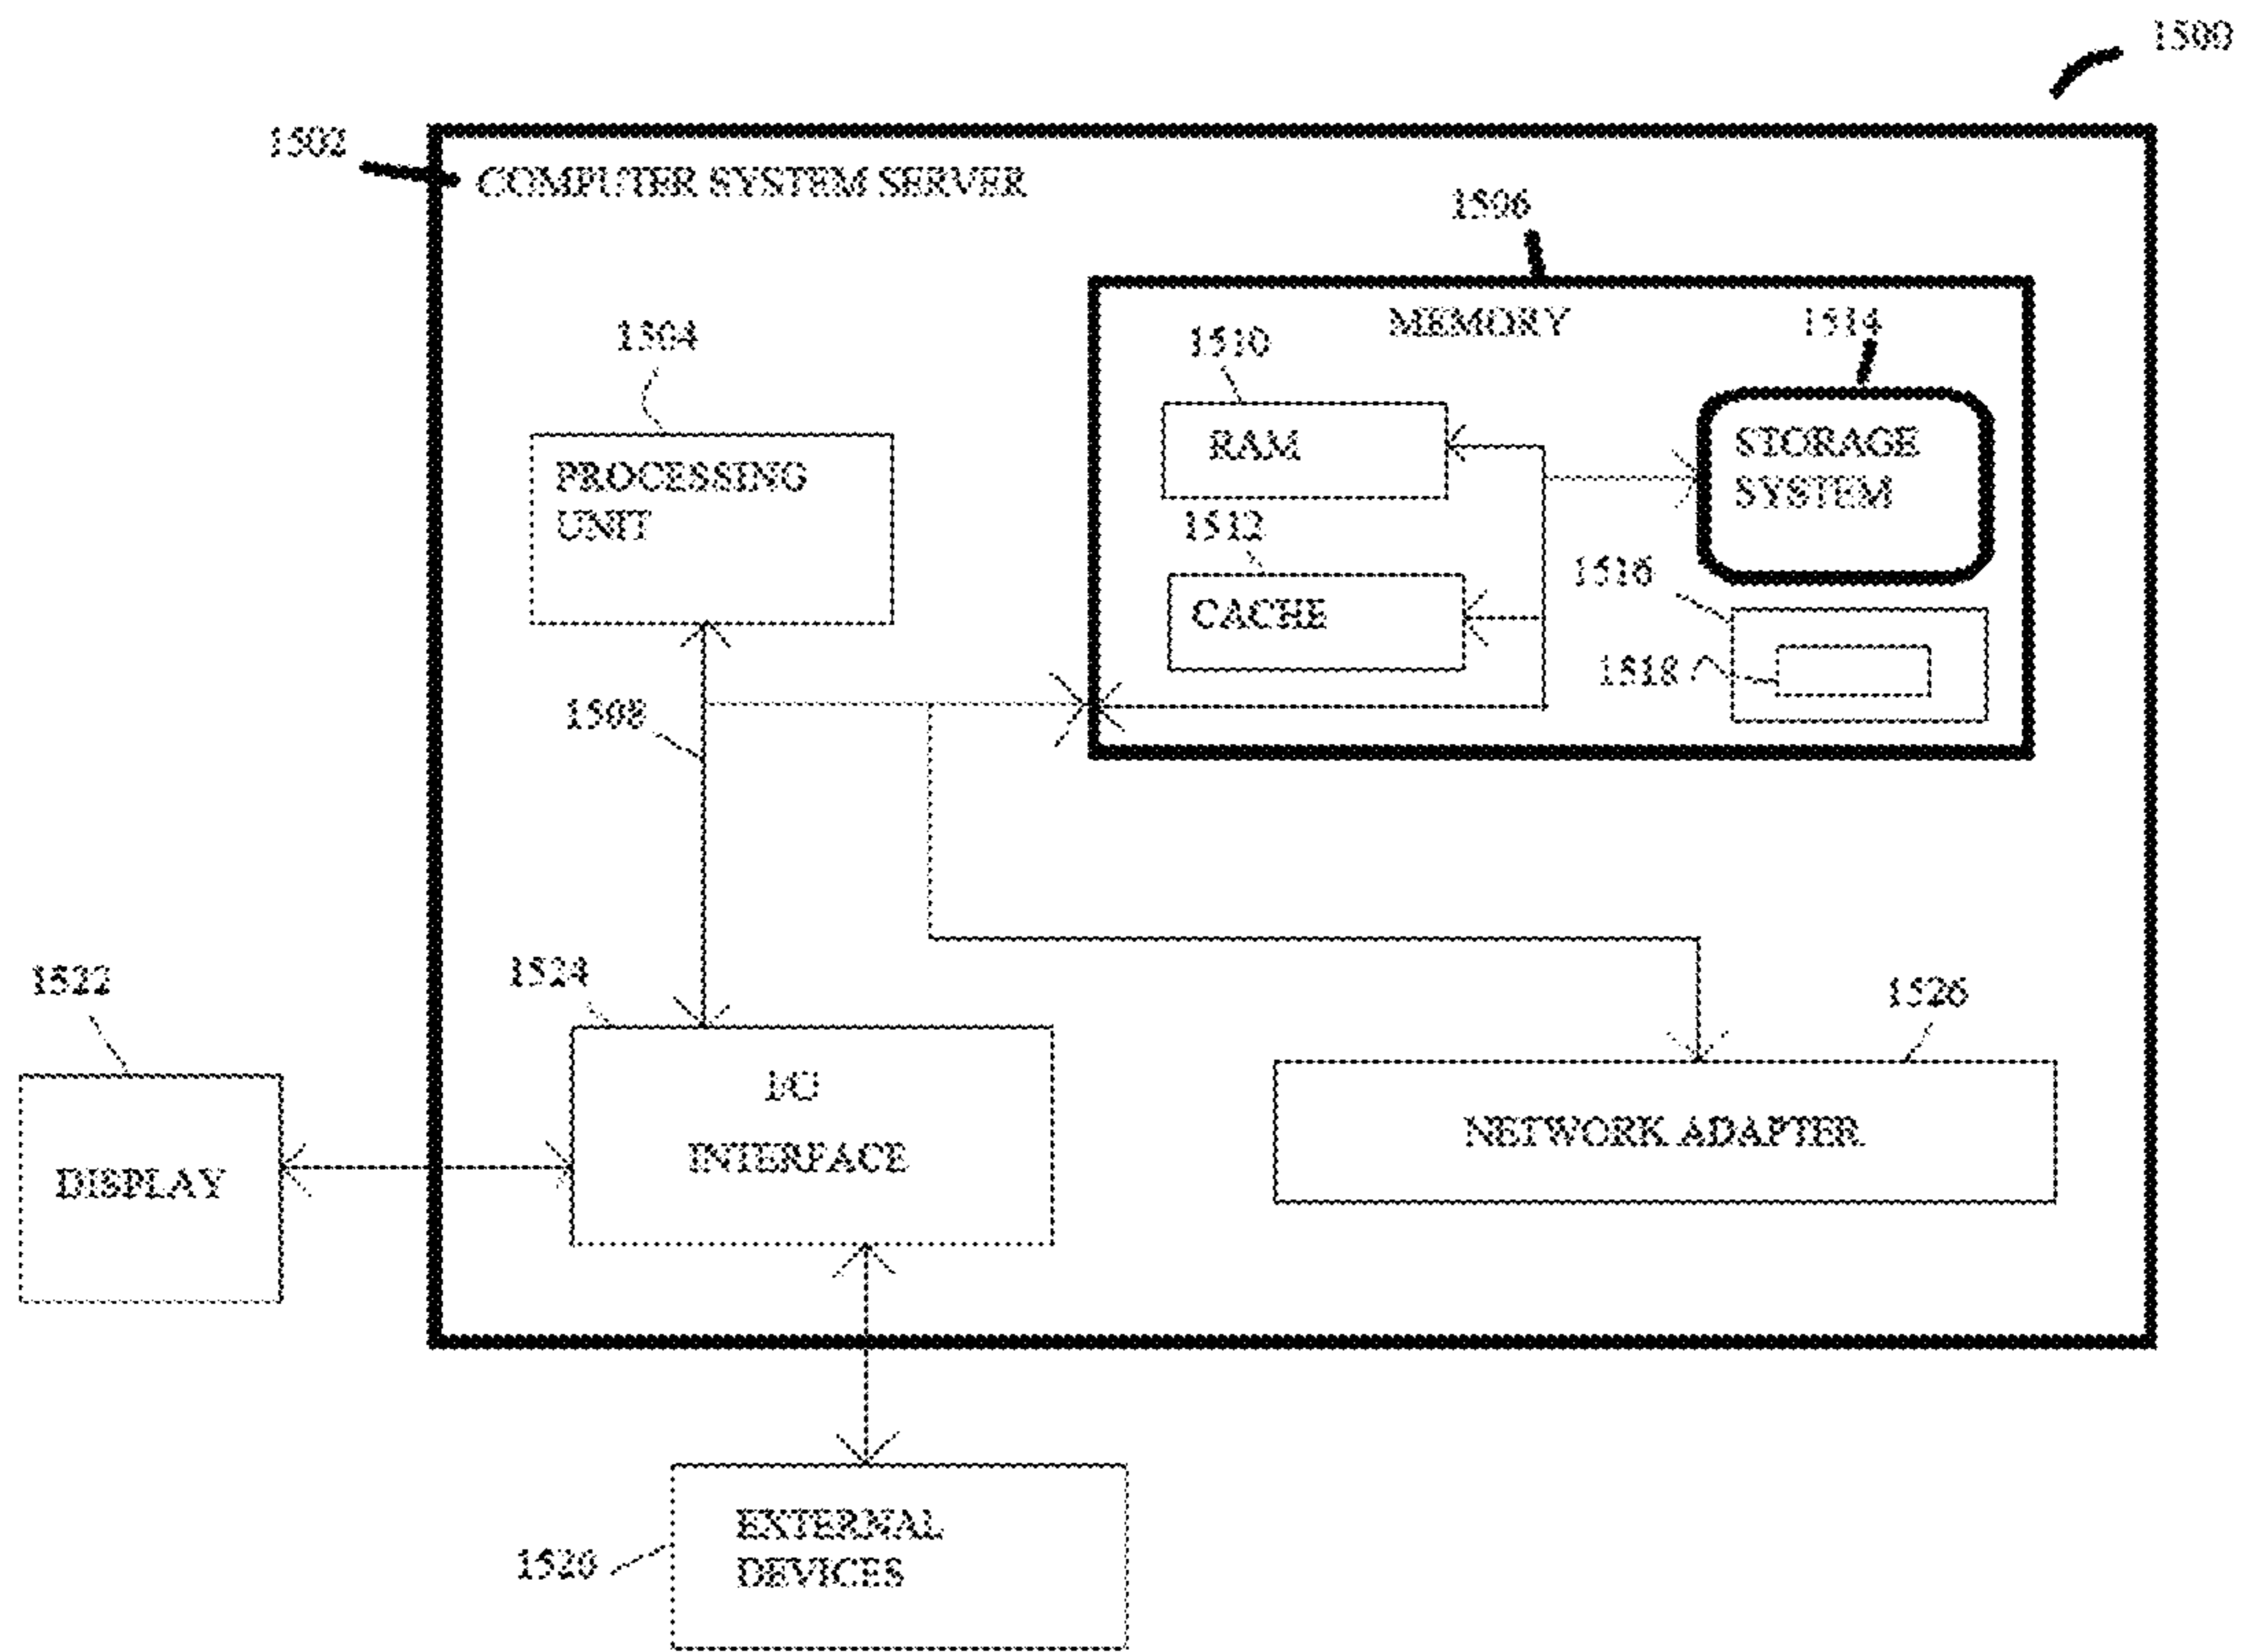 1500
1502
COMPUTER SYSTEM SERVER
1506
MEMORY
1504
1510
1514
PROCESSING
UNIT
RAM
STORAGE
SYSTEM
1512
CACHE
1516
1518
1508
1522
1524
1526
I/O
INTERFACE
NETWORK ADAPTER
DISPLAY
EXTERNAL
DEVICES
1520